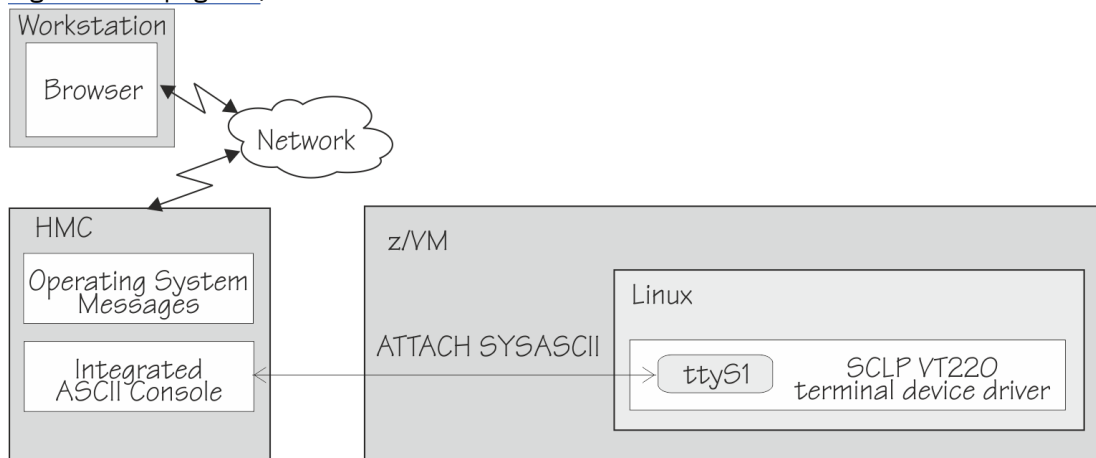 Workstation
Browser
Network
HMC
Operating System
Messages
Integrated
ASCII Console
z/VM
ATTACH SYSASCII
Linux
ttyS1
SCLP VT220
terminal device driver